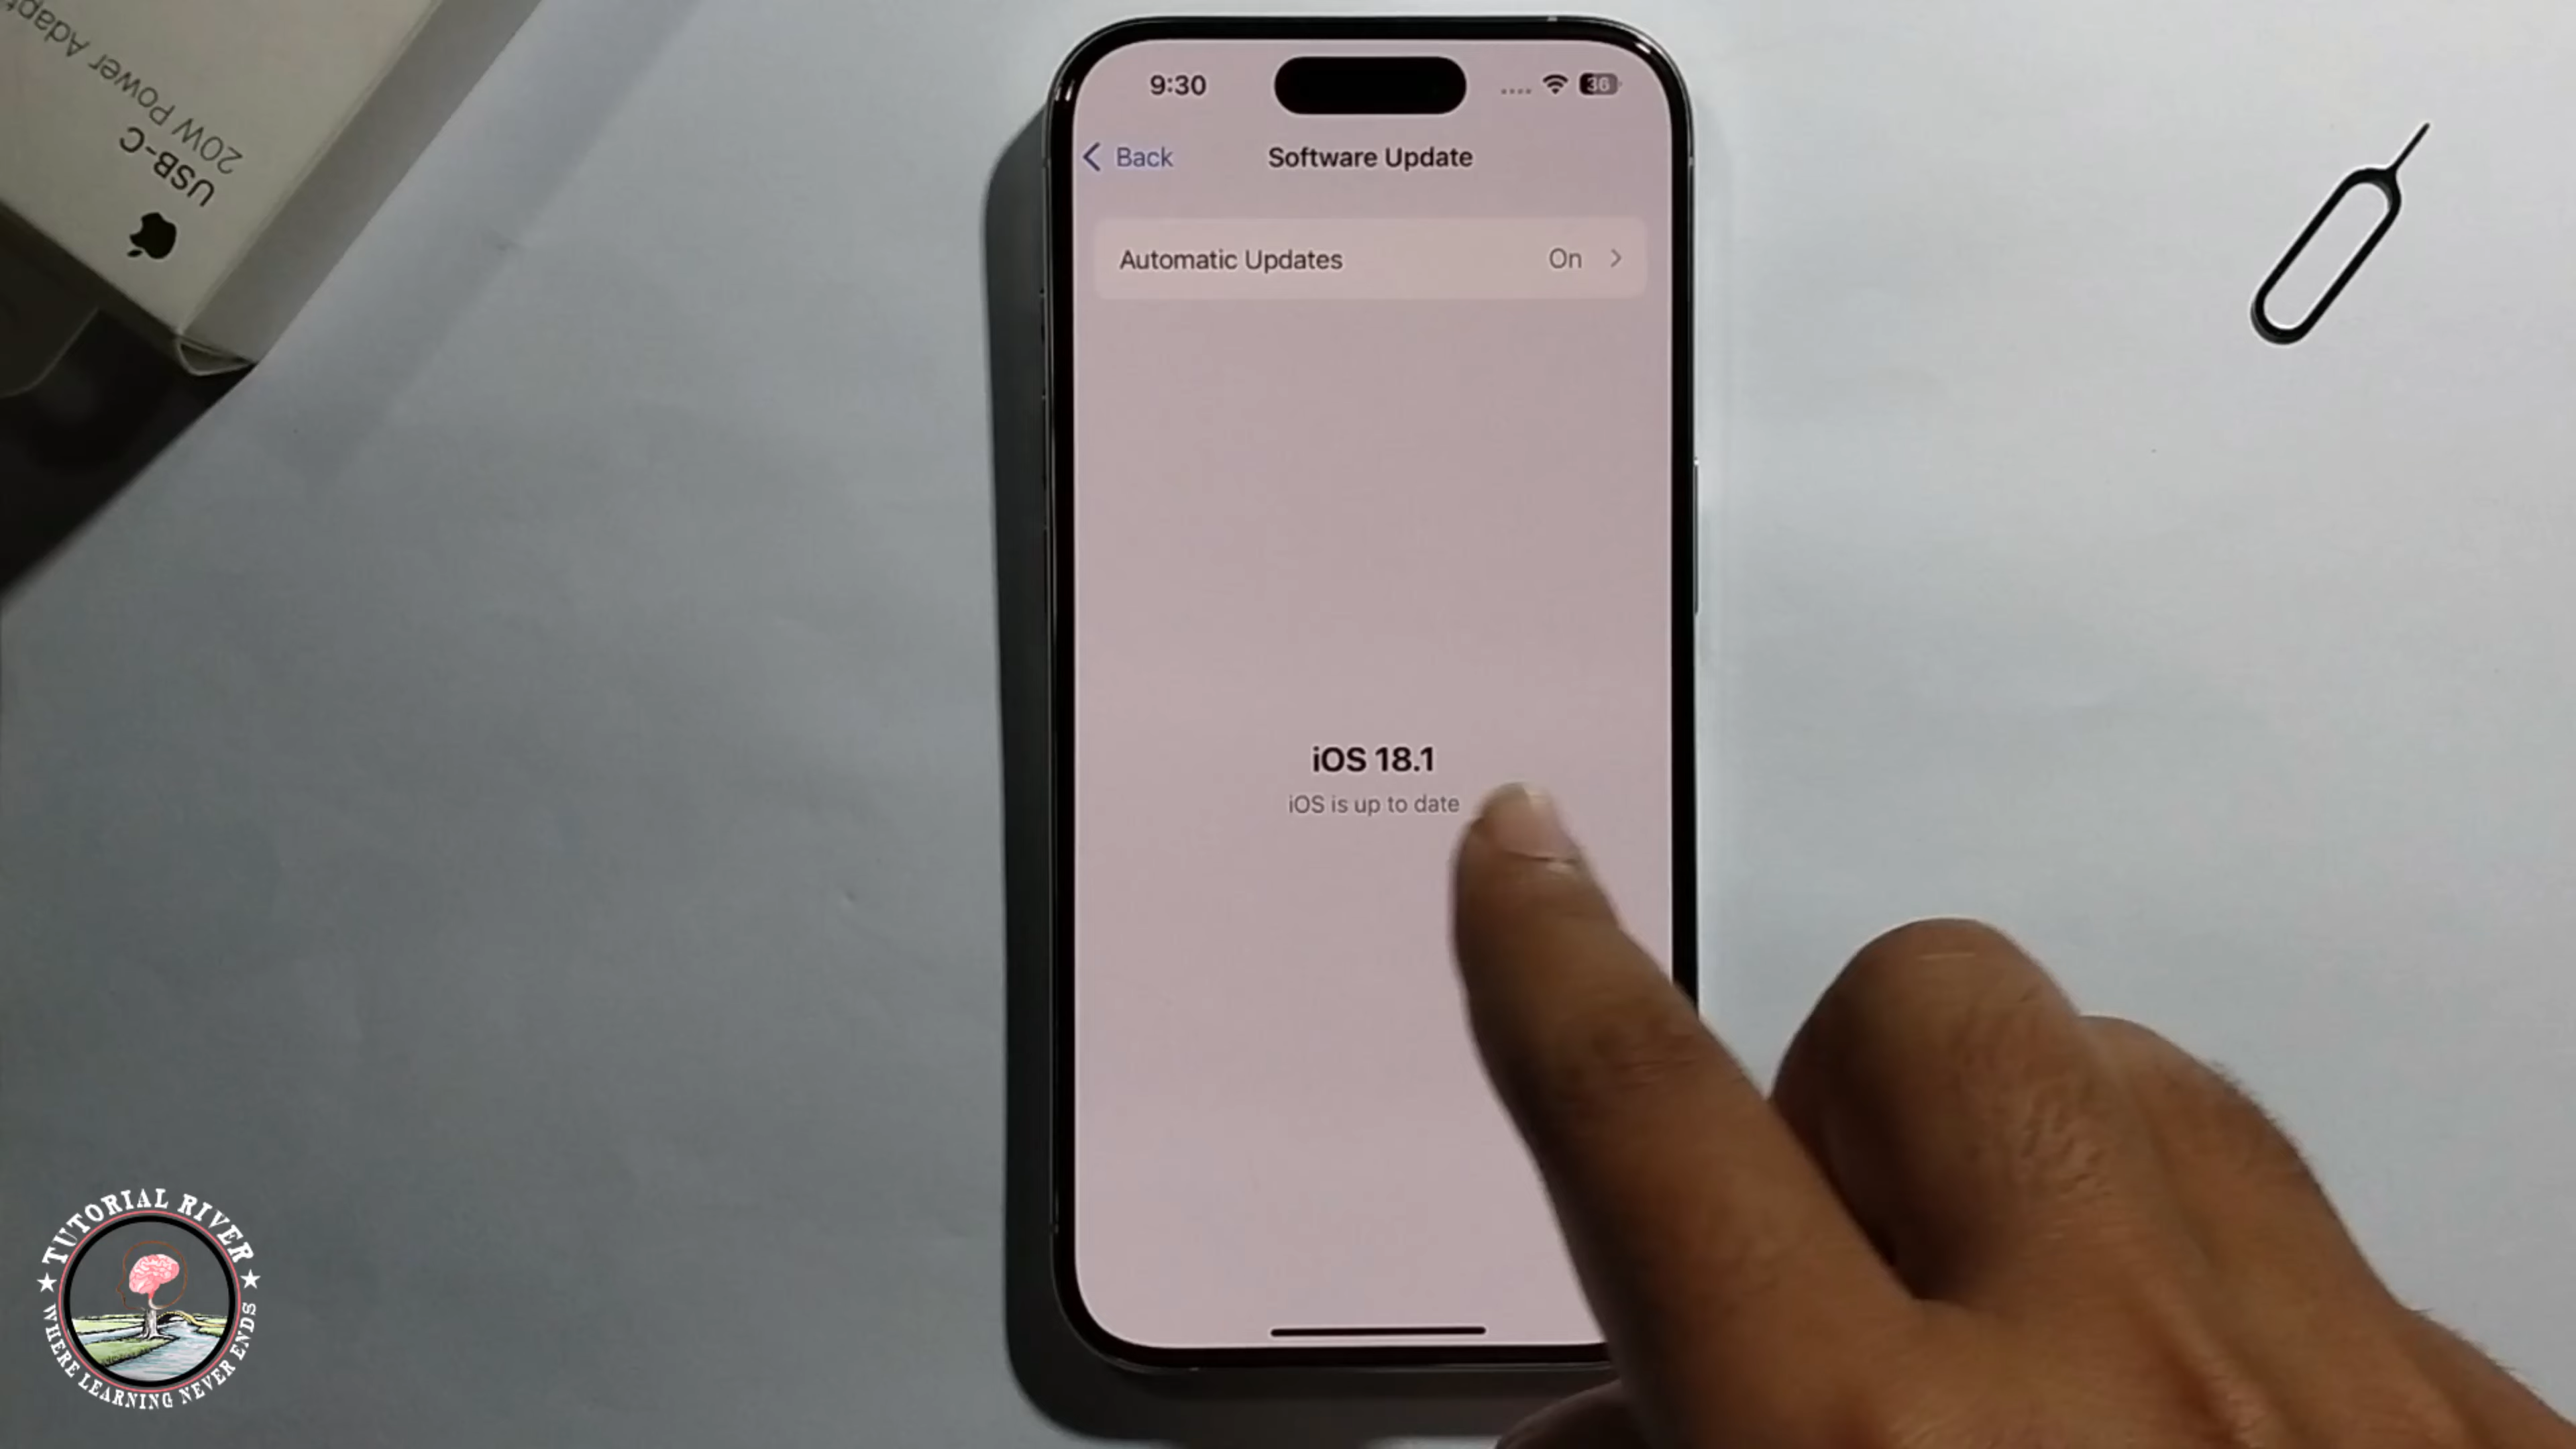 20W Power Adapt
USB-C
9:30
36
Back
Software Update
Automatic Updates
On
iOS 18.1
iOS is up to date
TUTORIAL RIVER
WHERE LEARNING NEVER ENDS